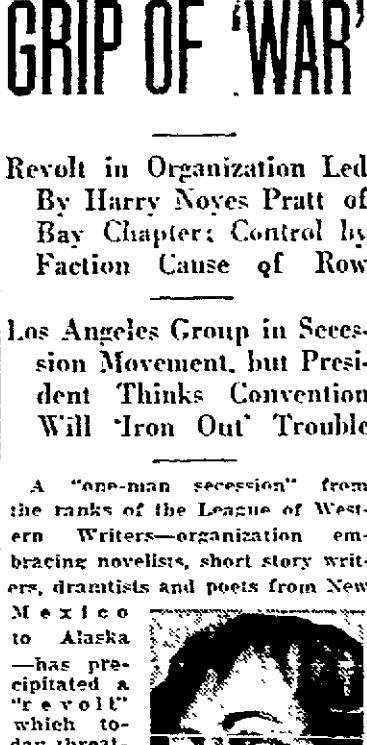 GRIP OF 'WAR'
Revolt in Organization Led
By Harry Noyes Pratt of
Bay Chapter; Control by
Faction Cause of Row
Los Angeles Group in Seces-
sion Movement, but Presi-
dent Thinks Convention
Will 'Iron Out' Trouble
A "one-man secession" from
the ranks of the League of West-
ern Writers—organization em-
bracing novelists, short story writ-
ers, dramtists and poets from New
Mexico
to Alaska
—has pre-
cipitated a
"revolt"
which to-
day threat-